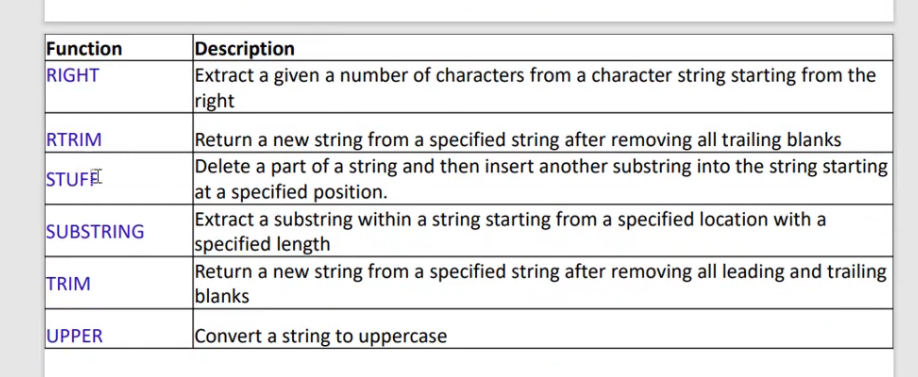 Function Description
RIGHT Extract a given a number of characters from a character string starting from the
right
RTRIM Return a new string from a specified string after removing all trailing blanks
STUFF Delete a part of a string and then insert another substring into the string starting
at a specified position.
SUBSTRING Extract a substring within a string starting from a specified location with a
specified length
TRIM Return a new string from a specified string after removing all leading and trailing
blanks
UPPER Convert a string to uppercase